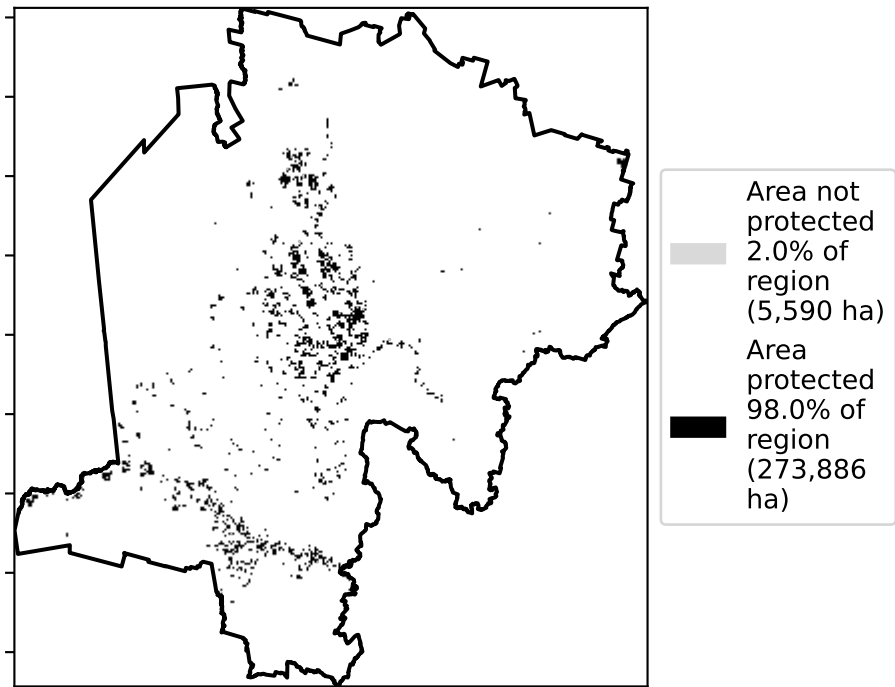 Area not
protected
2.0% of
region
(5,590 ha)
Area
protected
98.0% of
region
(273,886
ha)